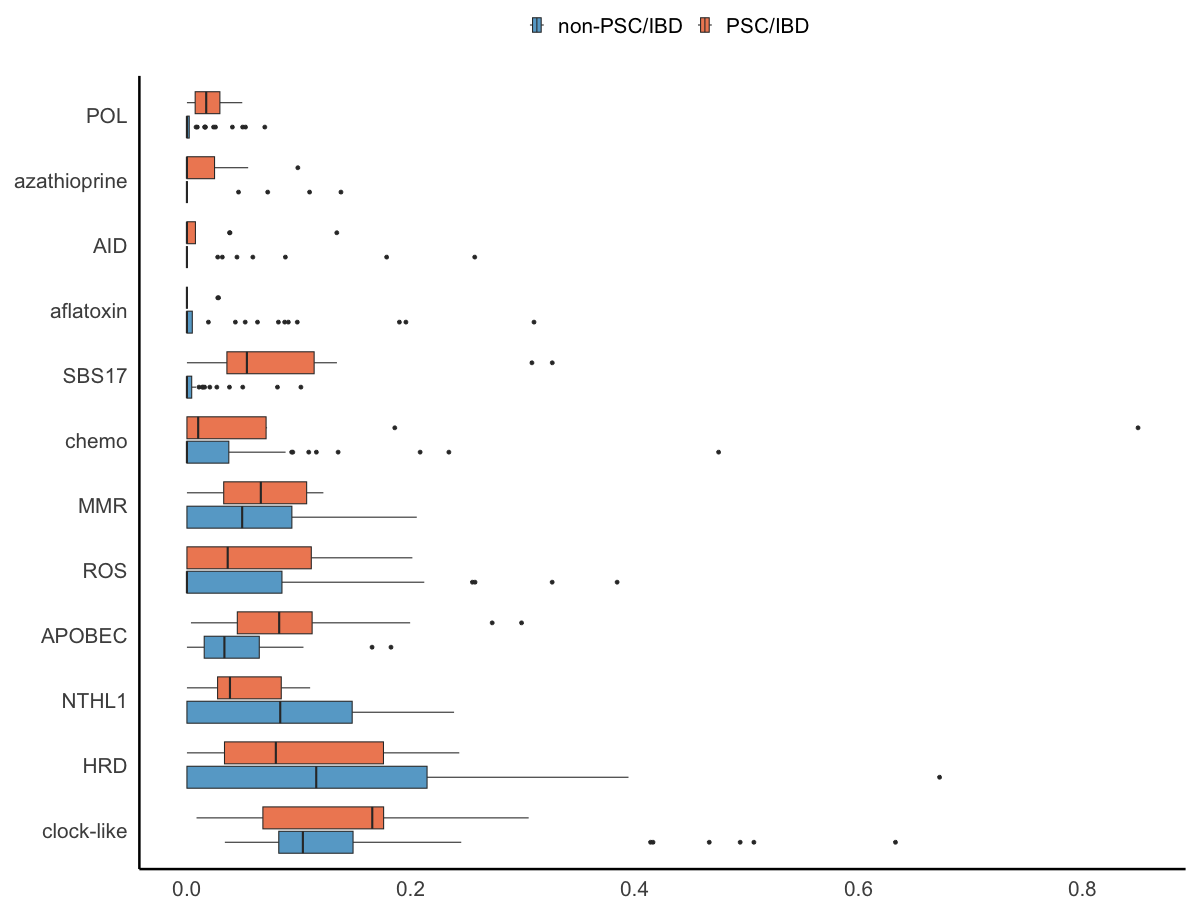 non-PSC/IBD PSC/IBD
POL
azathioprine
AID
aflatoxin
SBS17
chemo
MMR
ROS
APOBEC
NTHL1
HRD
clock-like
0.0 0.2 0.4 0.6 0.8